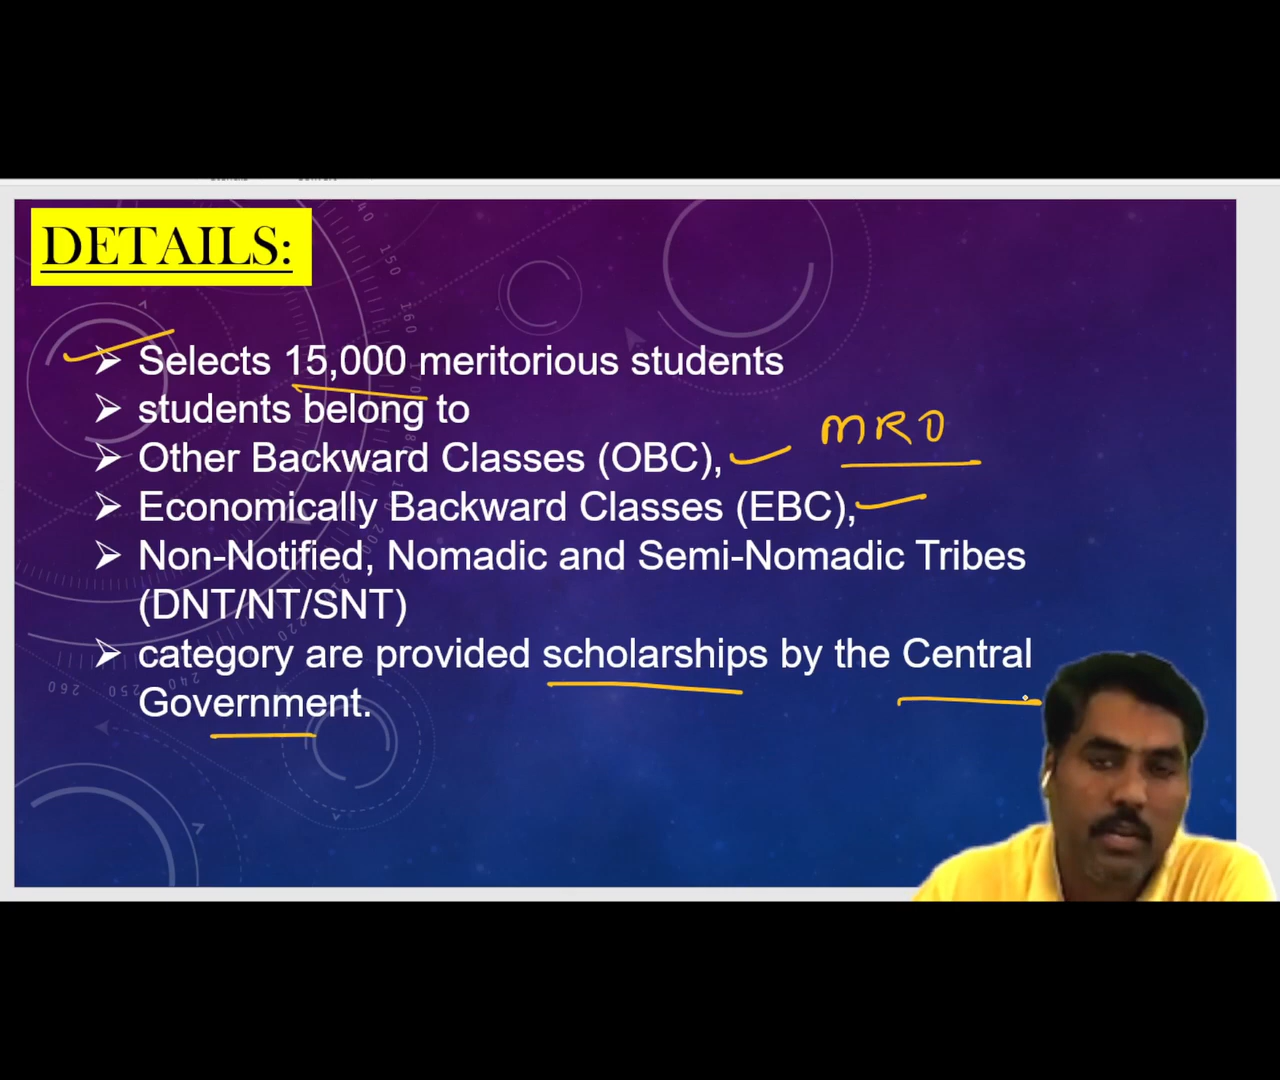 DETAILS:
Selects 15,000 meritorious students
students belong to
MRO
Other Backward Classes (OBC),
Economically Backward Classes (EBC),
Non-Notified, Nomadic and Semi-Nomadic Tribes
(DNT/NT/SNT)
category are provided scholarships by the Central
Government.